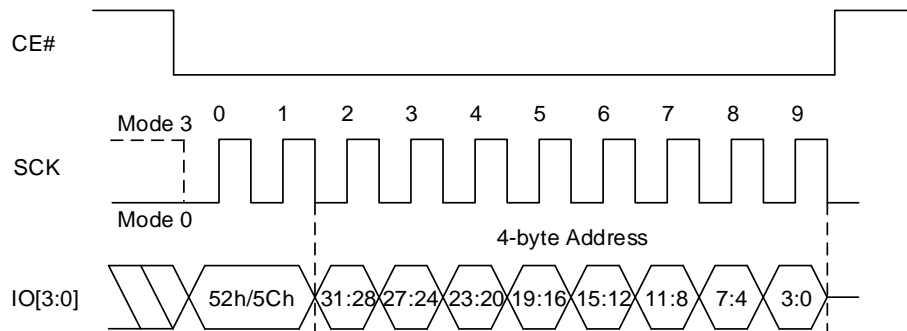 CE#
0 1 2 3 4 5 6 7 8 9
Mode 3
SCK
Mode 0
4-byte Address
IO[3:0] 52h/5Ch 31:28 27:24 23:20 19:16 15:12 11:8 7:4 3:0